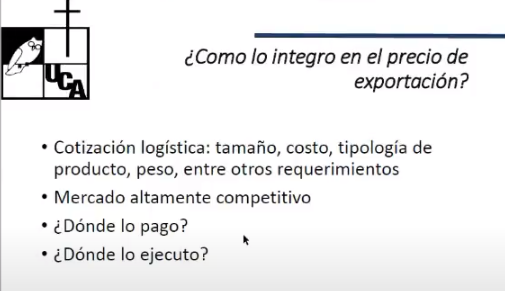 UCA
¿Como lo integro en el precio de
exportación?
• Cotización logística: tamaño, costo, tipología de
producto, peso, entre otros requerimientos
• Mercado altamente competitivo
• ¿Dónde lo pago?
• ¿Dónde lo ejecuto?